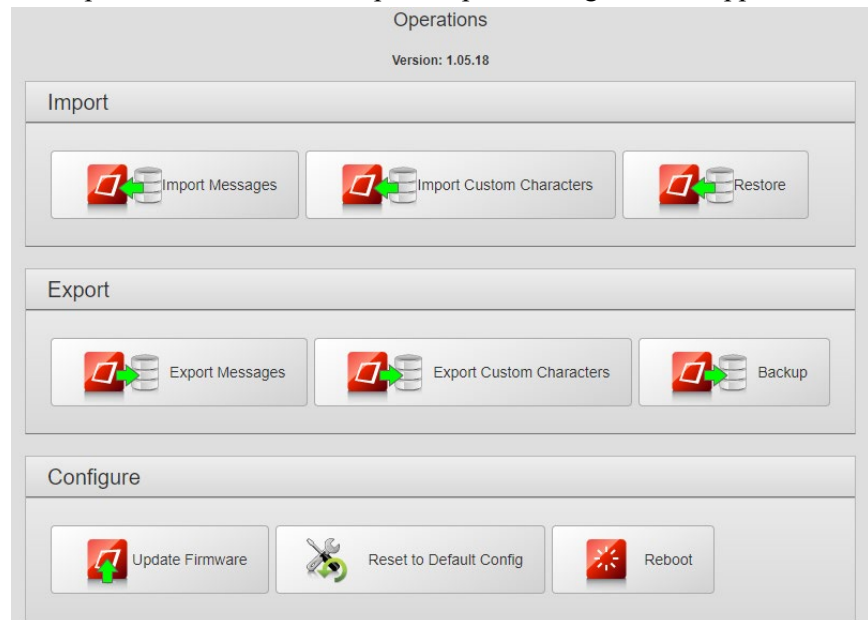 Operations
Version: 1.05.18
Import
Import Messages Import Custom Characters Restore
Export
Export Messages Export Custom Characters Backup
Configure
Update Firmware Reset to Default Config Reboot